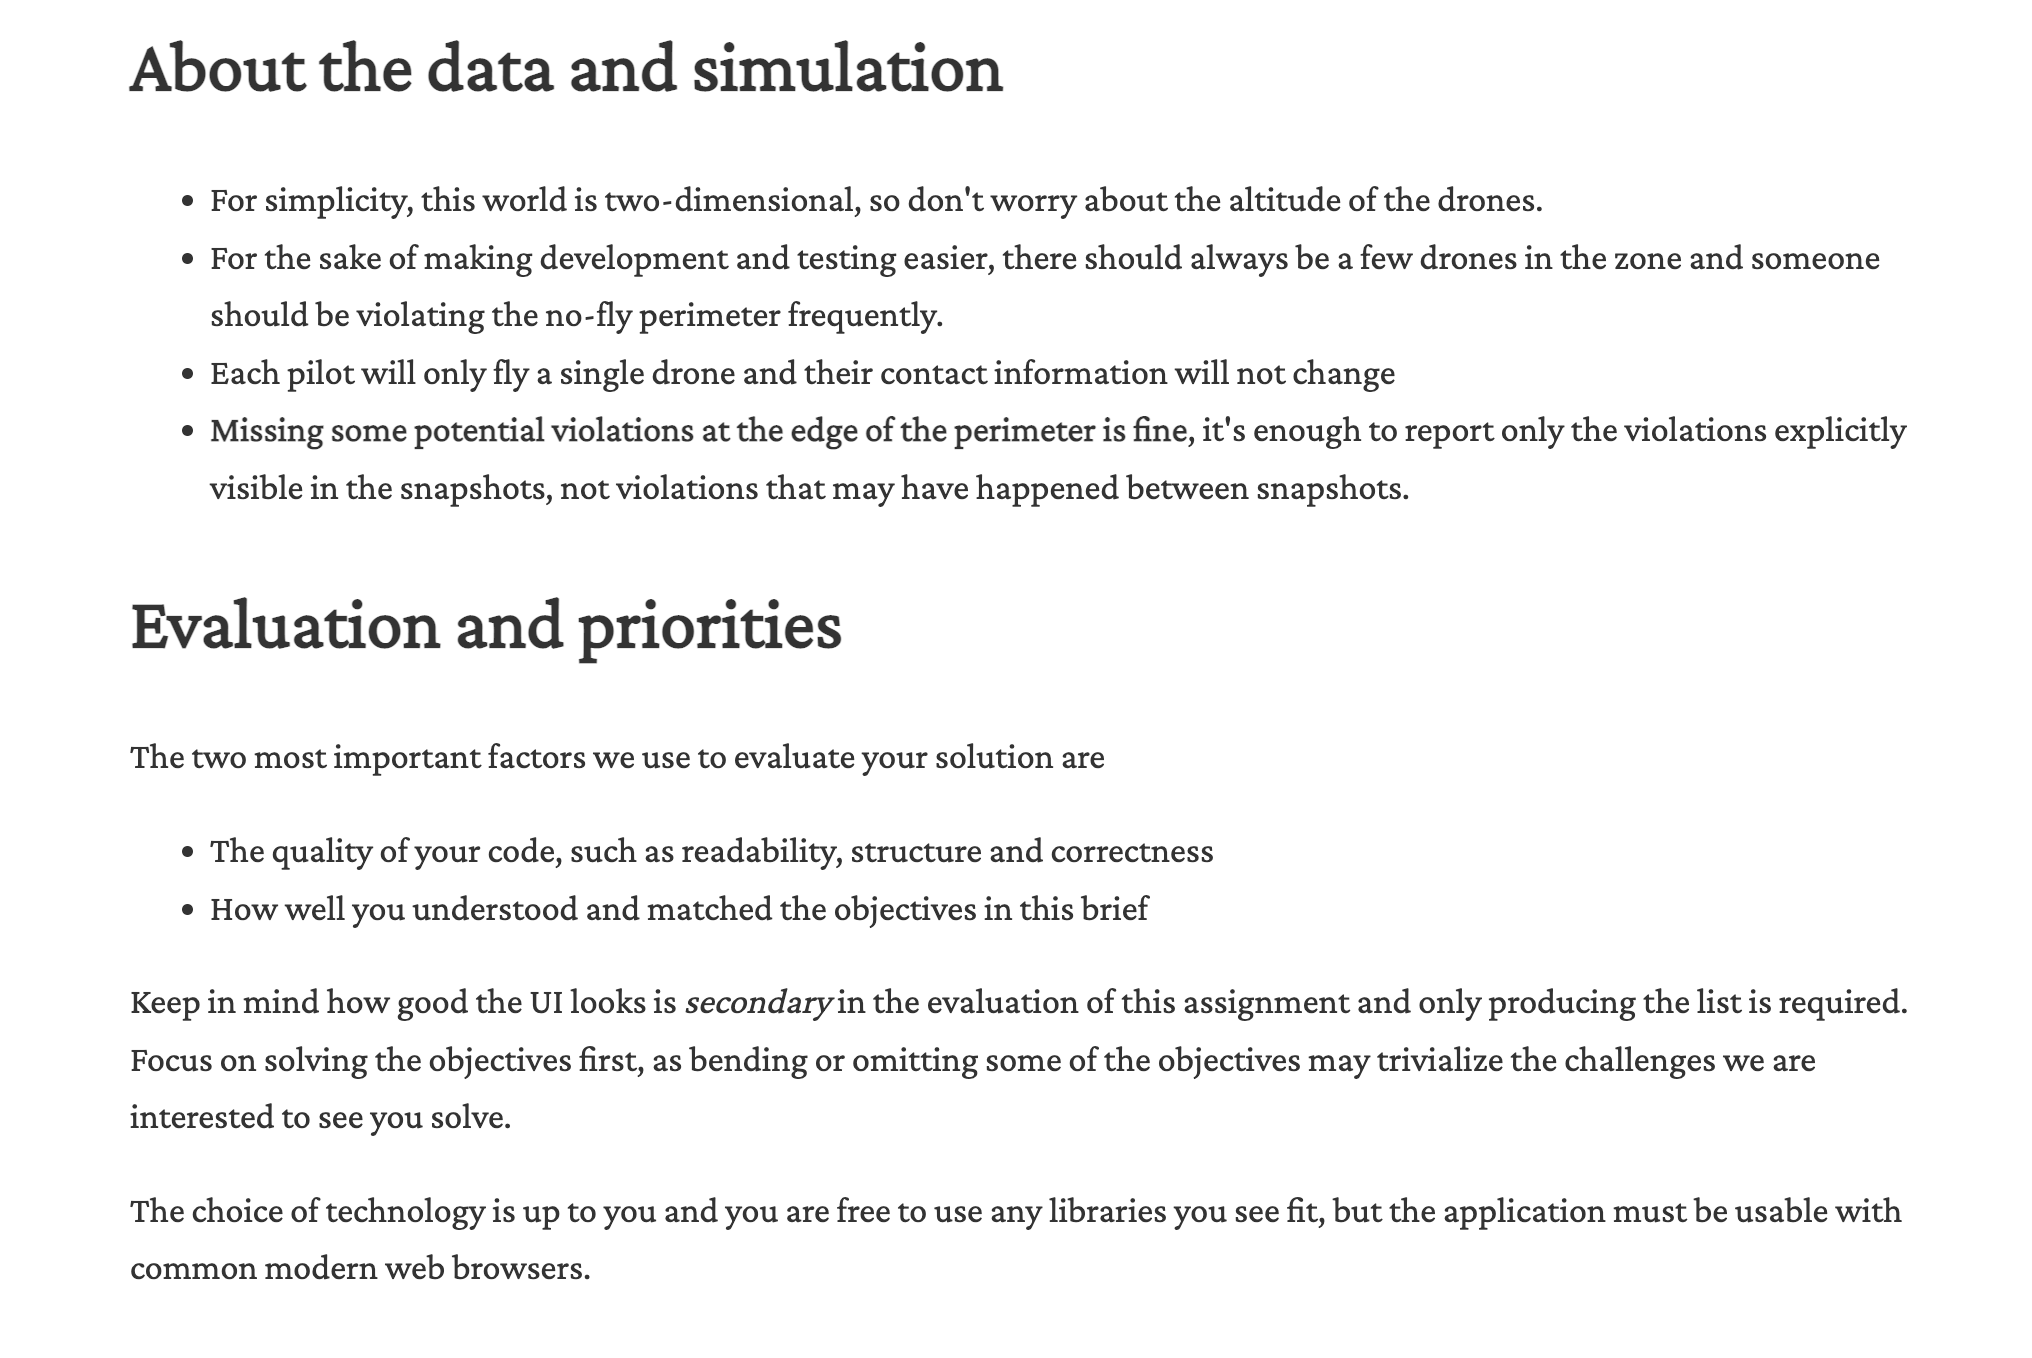 About the data and simulation
• For simplicity, this world is two-dimensional, so don't worry about the altitude of the drones.
• For the sake of making development and testing easier, there should always be a few drones in the zone and someone
should be violating the no-fly perimeter frequently.
• Each pilot will only fly a single drone and their contact information will not change
• Missing some potential violations at the edge of the perimeter is fine, it's enough to report only the violations explicitly
visible in the snapshots, not violations that may have happened between snapshots.
Evaluation and priorities
The two most important factors we use to evaluate your solution are
• The quality of your code, such as readability, structure and correctness
• How well you understood and matched the objectives in this brief
Keep in mind how good the UI looks is secondary in the evaluation of this assignment and only producing the list is required.
Focus on solving the objectives first, as bending or omitting some of the objectives may trivialize the challenges we are
interested to see you solve.
The choice of technology is up to you and you are free to use any libraries you see fit, but the application must be usable with
common modern web browsers.